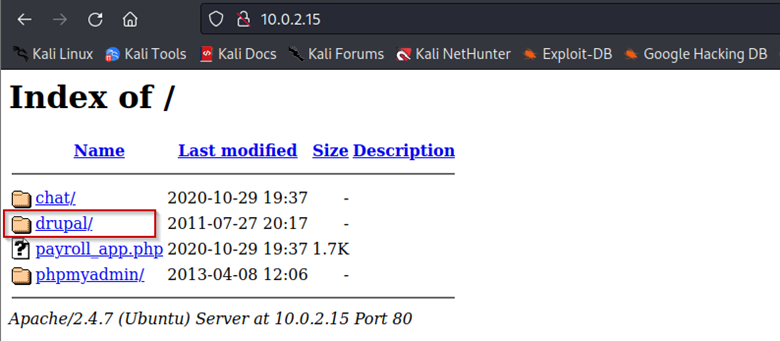 10.0.2.15
Kali Linux Kali Tools Kali Docs Kali Forums Kali NetHunter Exploit-DB Google Hacking DB
Index of /
Name Last modified Size Description
chat/ 2020-10-29 19:37 -
drupal/ 2011-07-27 20:17 -
payroll_app.php 2020-10-29 19:37 1.7K
phpmyadmin/ 2013-04-08 12:06 -
Apache/2.4.7 (Ubuntu) Server at 10.0.2.15 Port 80